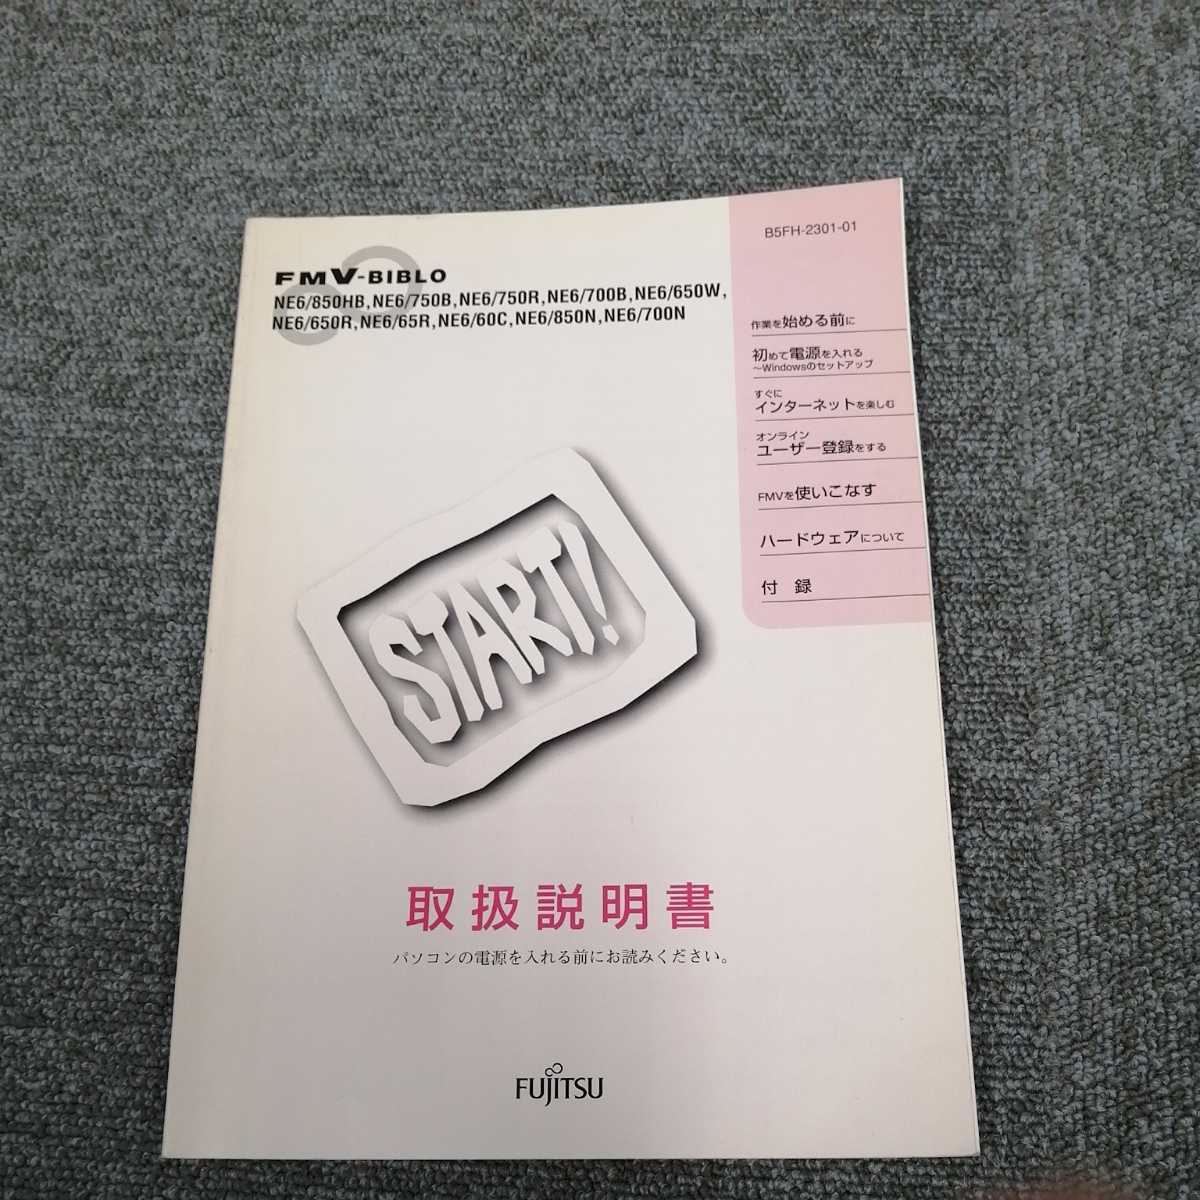 B5FH-2301-01
FMV-BIBLO
NE6/850HB, NE6/750B, NE6/750R, NE6/700B, NE6/650W,
NE6/650R, NE6/65R, NE6/60C, NE6/850N, NE6/700N
作業を始める前に
初めて電源を入れる
～Windowsのセットアップ
すぐに
インターネットを楽しむ
オンライン
ユーザー登録をする
FMVを使いこなす
ハードウェアについて
付 録
START!
取扱説明書
パソコンの電源を入れる前にお読みください。
FUJITSU